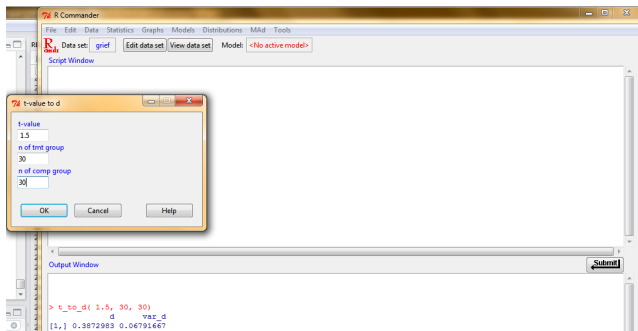 R Commander
File Edit Data Statistics Graphs Models Distributions MAd Tools
R Data set: grief Edit data set View data set Model: <No active model>
Script Window
t-value to d
t-value
1.5
n of tmt group
30
n of comp group
30
OK Cancel Help
Output Window
Submit
> t_to_d( 1.5, 30, 30)
d var_d
[1,] 0.3872983 0.06791667